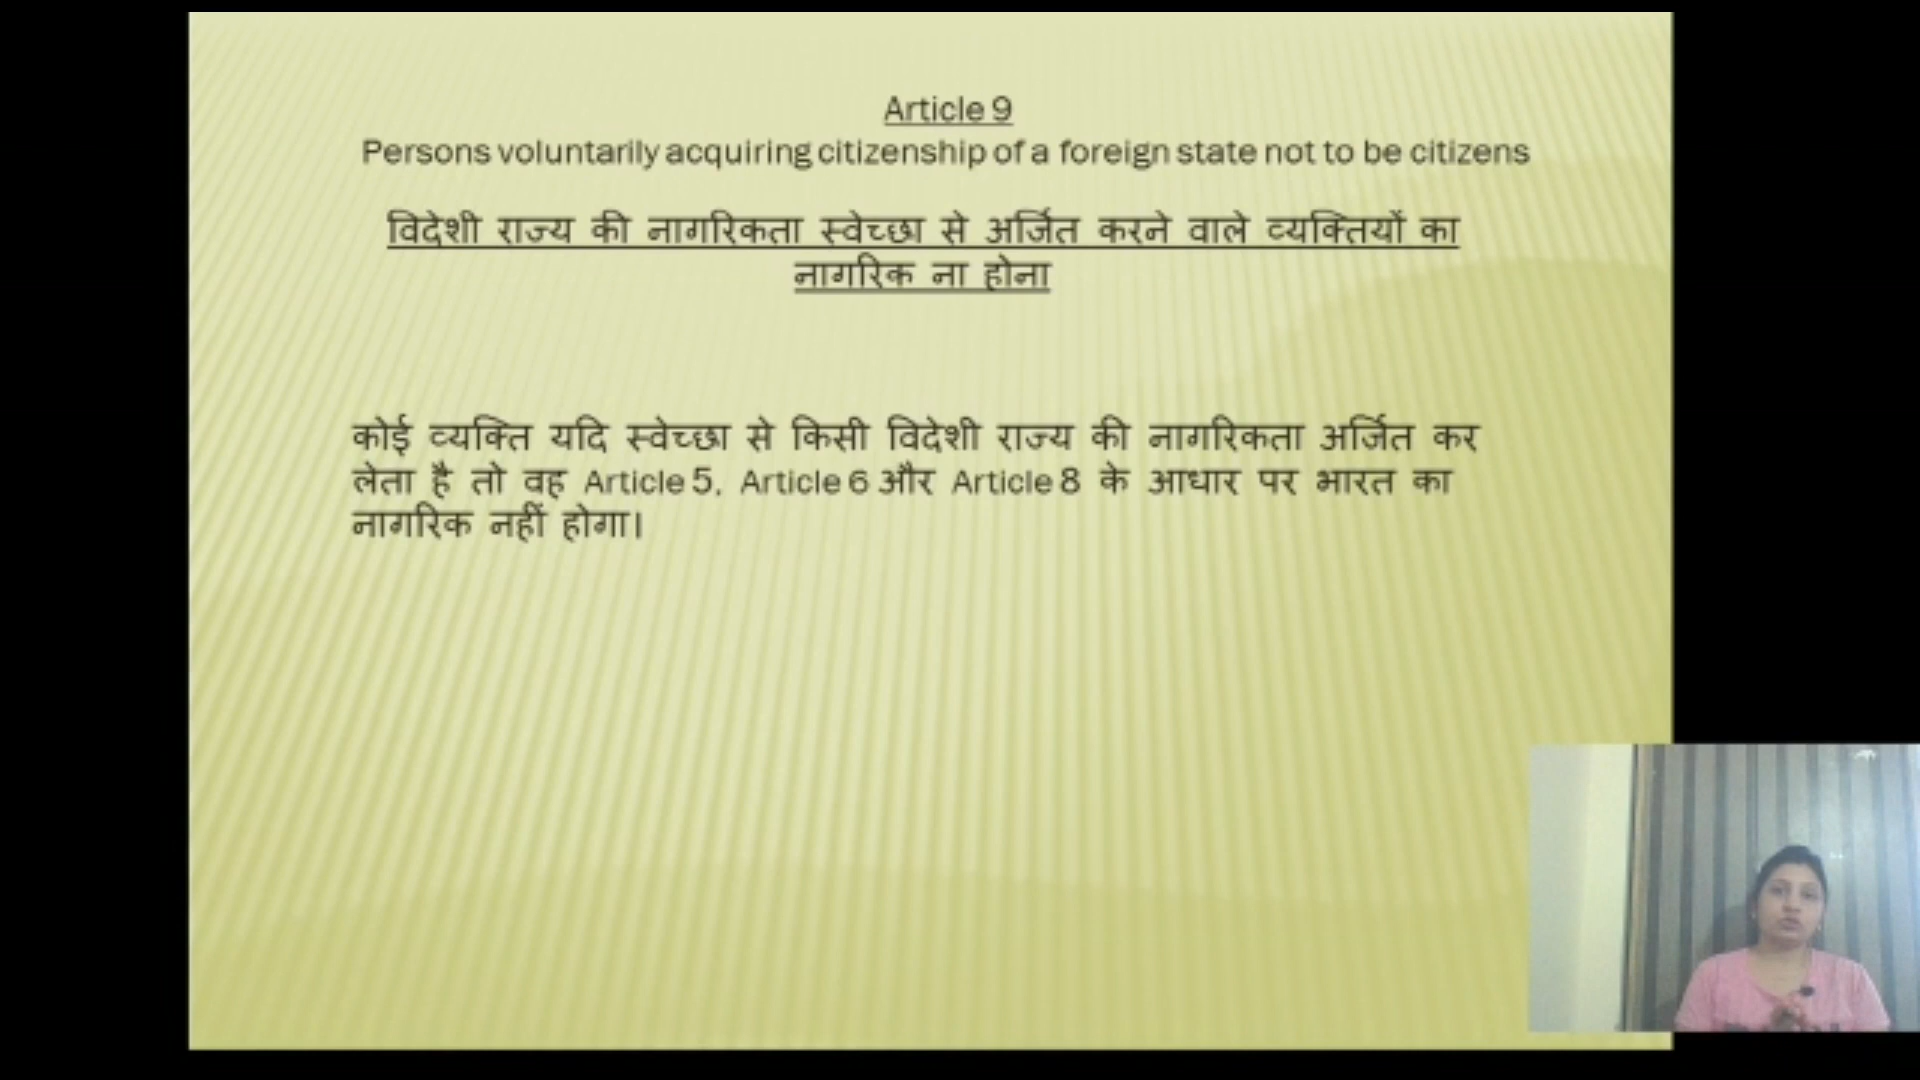 Article 9
Persons voluntarily acquiring citizenship of a foreign state not to be citizens
विदेशी राज्य की नागरिकता स्वेच्छा से अर्जित करने वाले व्यक्तियों का
नागरिक ना होना
कोई व्यक्ति यदि स्वेच्छा से किसी विदेशी राज्य की नागरिकता अर्जित कर
लेता है तो वह Article 5, Article 6 और Article 8 के आधार पर भारत का
नागरिक नहीं होगा।